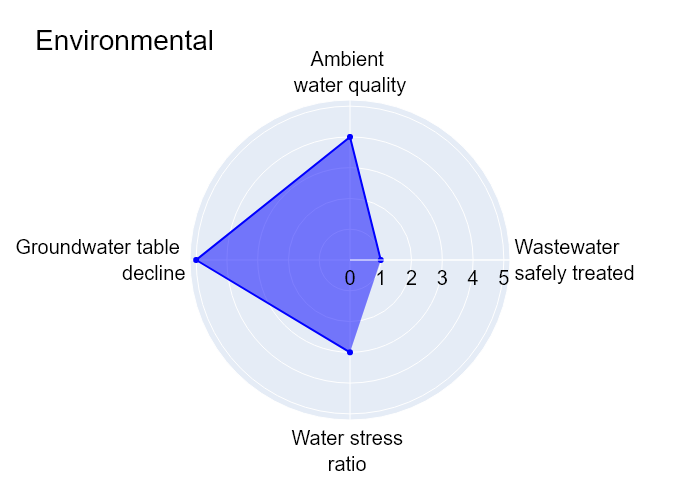 Environmental
Ambient
water quality
Groundwater table
decline
Wastewater
safely treated
0 1 2 3 4 5
Water stress
ratio